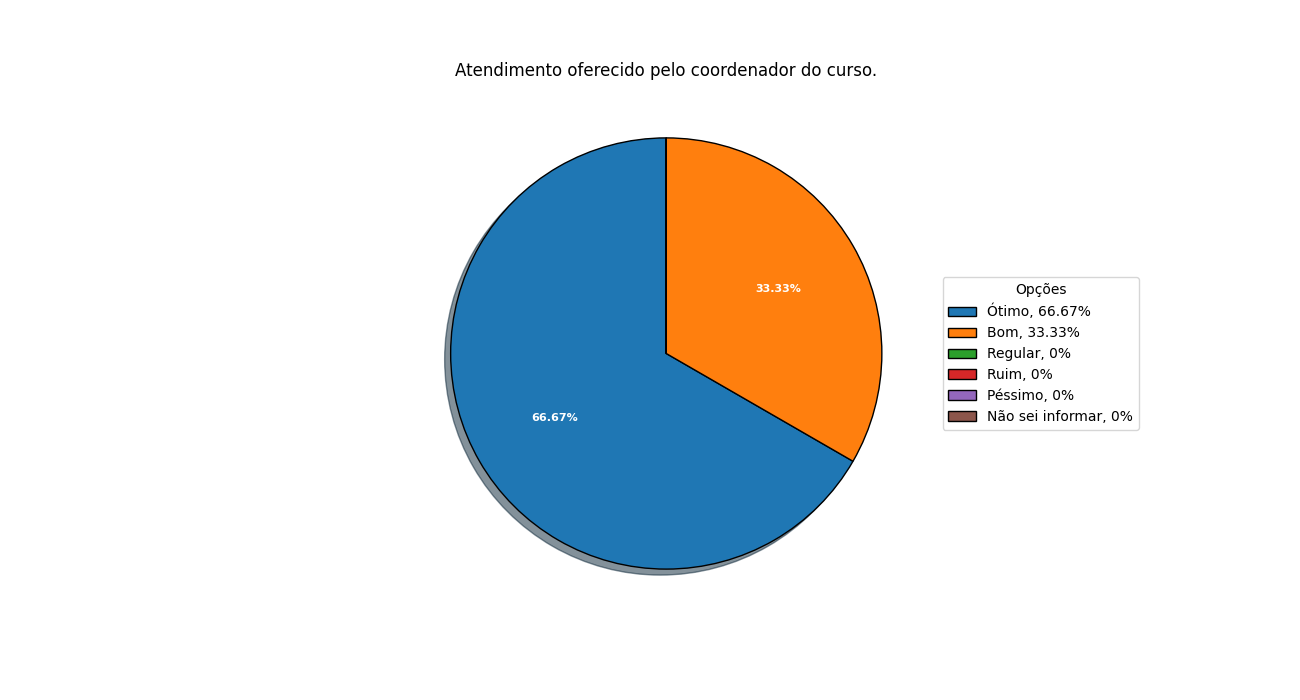 Atendimento oferecido pelo coordenador do curso.
33.33%
66.67%
Opções
Ótimo, 66.67%
Bom, 33.33%
Regular, 0%
Ruim, 0%
Péssimo, 0%
Não sei informar, 0%